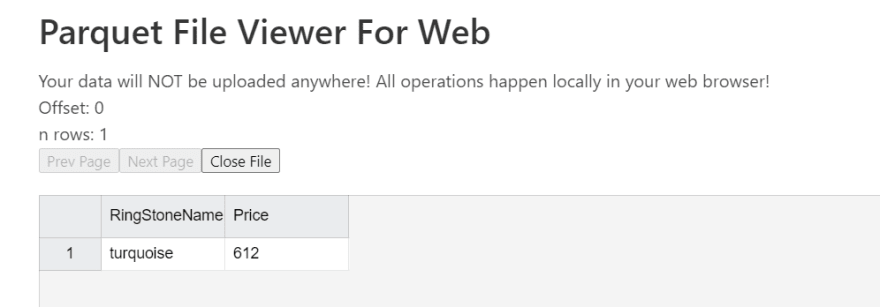 Parquet File Viewer For Web
Your data will NOT be uploaded anywhere! All operations happen locally in your web browser!
Offset: 0
n rows: 1
Prev Page Next Page Close File
RingStoneName Price
1 turquoise 612